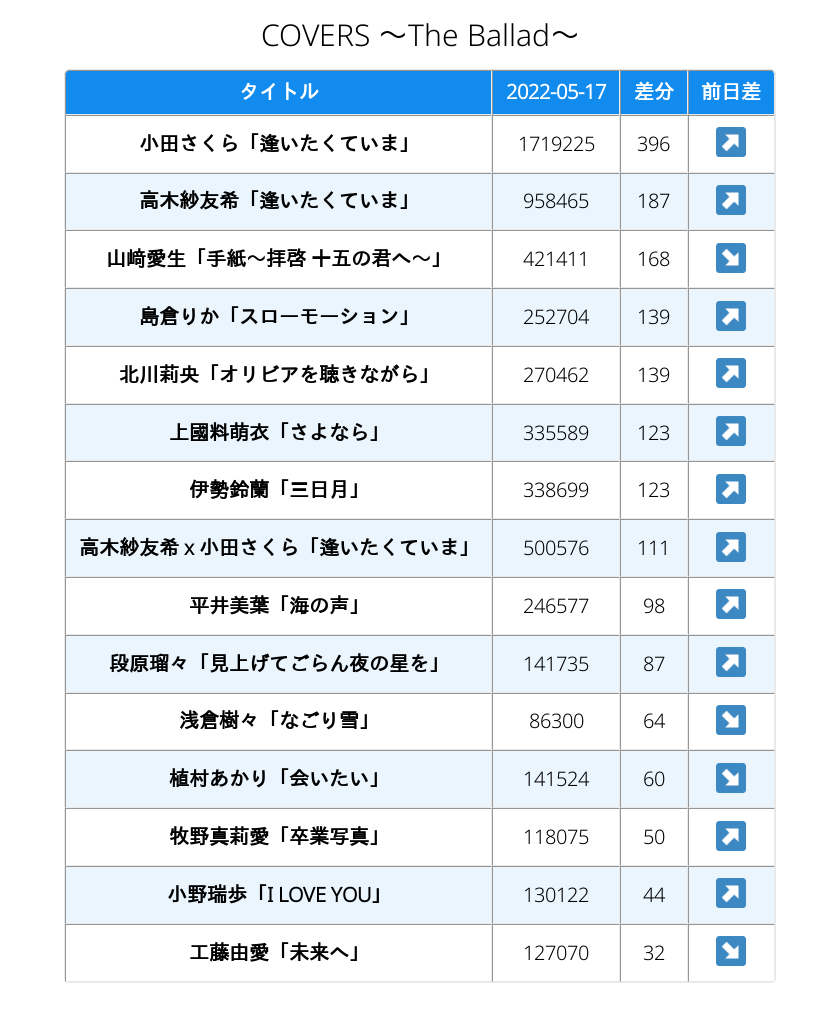 COVERS ～The Ballad～
タイトル 2022-05-17 差分 前日差
小田さくら「逢いたくていま」 1719225 396 ↗
高木紗友希「逢いたくていま」 958465 187 ↗
山﨑愛生「手紙～拝啓 十五の君へ～」 421411 168 ↘
島倉りか「スローモーション」 252704 139 ↗
北川莉央「オリビアを聴きながら」 270462 139 ↗
上國料萌衣「さよなら」 335589 123 ↗
伊勢鈴蘭「三日月」 338699 123 ↗
高木紗友希 x 小田さくら「逢いたくていま」 500576 111 ↗
平井美葉「海の声」 246577 98 ↗
段原瑠々「見上げてごらん夜の星を」 141735 87 ↗
浅倉樹々「なごり雪」 86300 64 ↘
植村あかり「会いたい」 141524 60 ↘
牧野真莉愛「卒業写真」 118075 50 ↗
小野瑞歩「I LOVE YOU」 130122 44 ↗
工藤由愛「未来へ」 127070 32 ↘